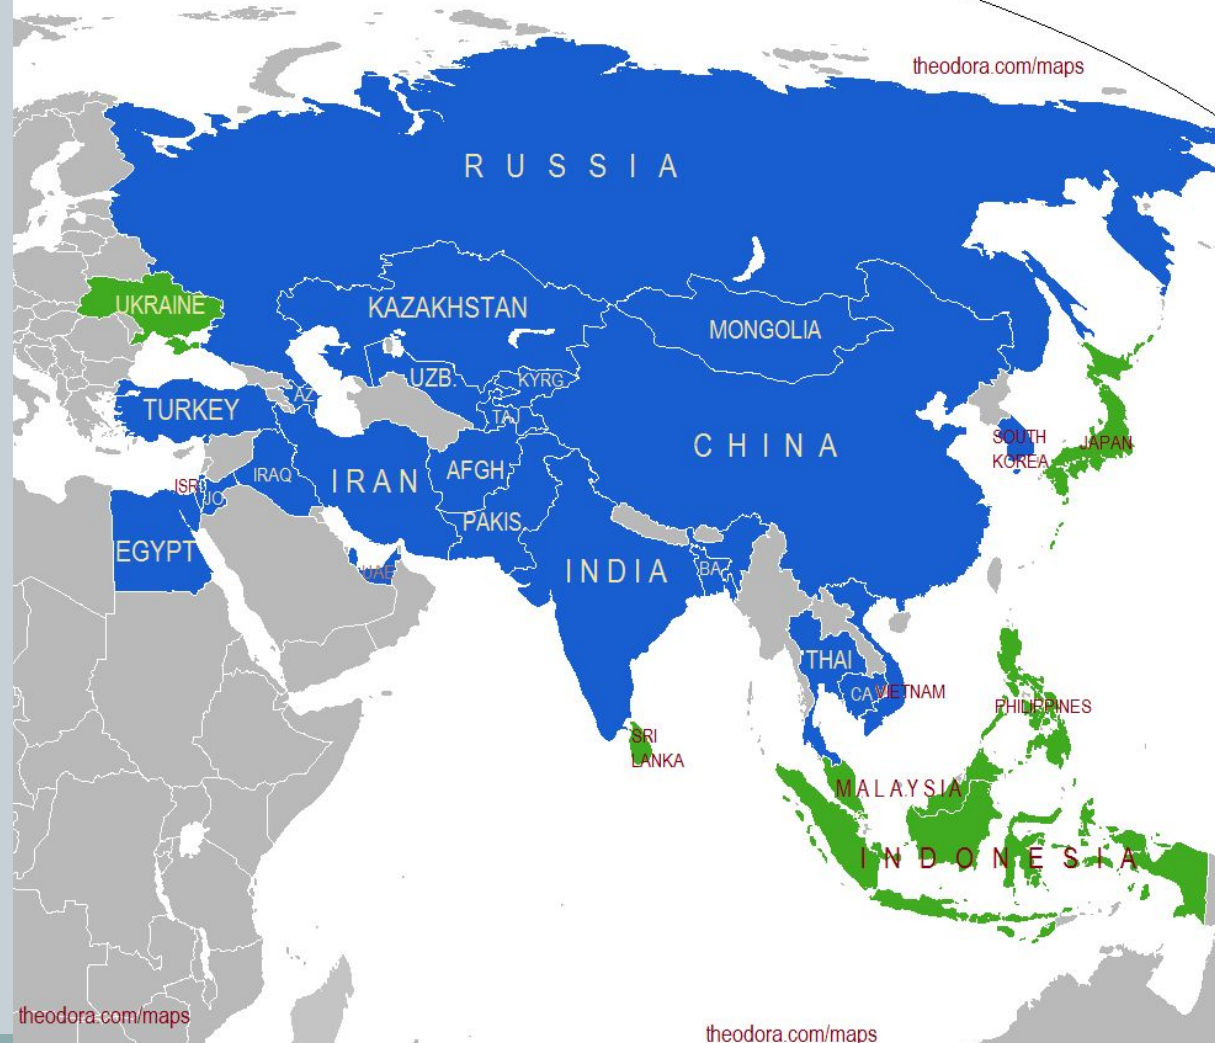 theodora.com/maps
RUSSIA
UKRAINE
KAZAKHSTAN
MONGOLIA
UZB.
KYRG.
AZ
TURKEY
TAJ
SOUTH
KOREA
JAPAN
CHINA
AFGH.
IRAQ
IRAN
ISR
JO
PAKIS.
EGYPT
UAE
INDIA
BA
THAI
CA
VIETNAM
PHILIPPINES
SRI
LANKA
MALAYSIA
INDONESIA
theodora.com/maps
theodora.com/maps